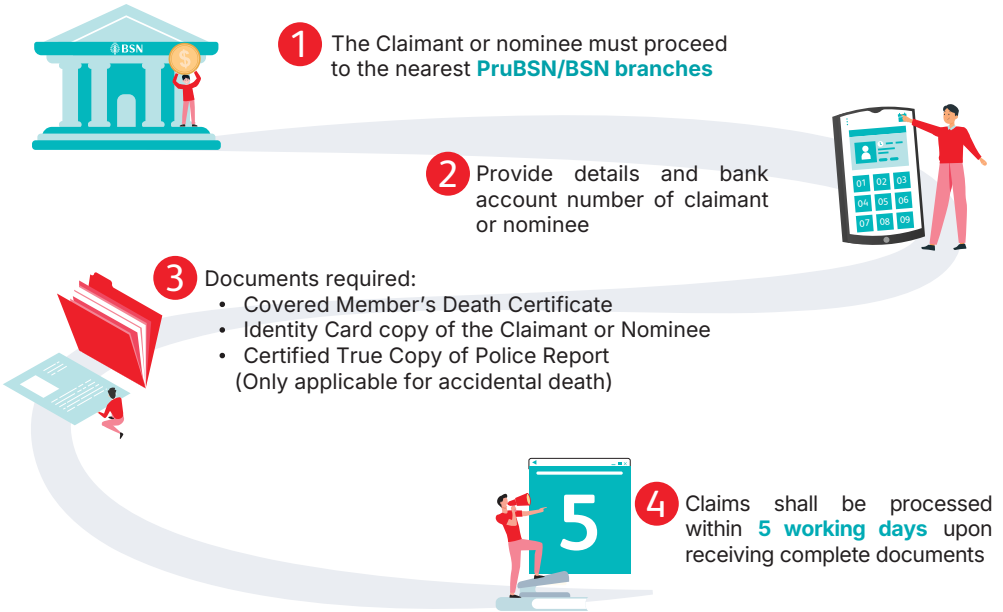 BSN
$
1
The Claimant or nominee must proceed
to the nearest PruBSN/BSN branches
2
Provide details and bank
account number of claimant
or nominee
01 02 03
04 05 06
07 08 09
3
Documents required:
• Covered Member's Death Certificate
• Identity Card copy of the Claimant or Nominee
• Certified True Copy of Police Report
(Only applicable for accidental death)
5
4
Claims shall be processed
within 5 working days upon
receiving complete documents